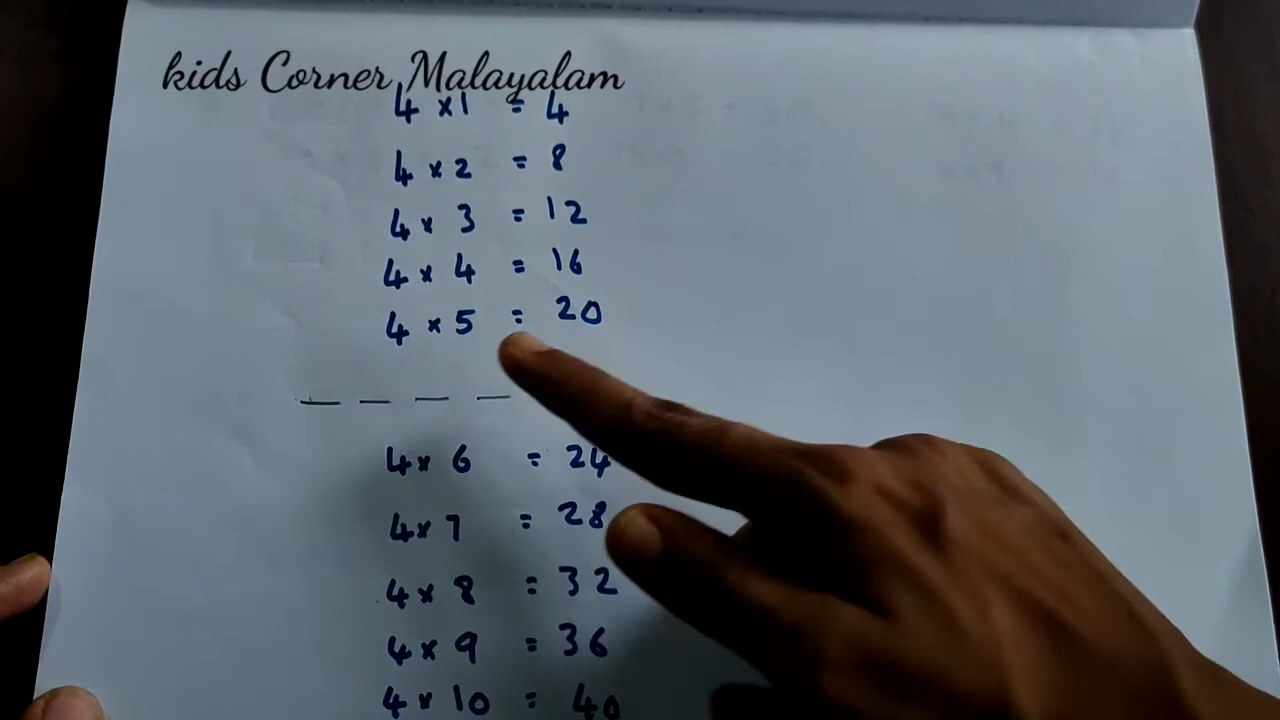 kids Corner Malayalam
4 × 1 = 4
4 × 2 = 8
4 × 3 = 12
4 × 4 = 16
4 × 5 = 20
4 × 6 = 24
4 × 7 = 28
4 × 8 = 32
4 × 9 = 36
4 × 10 = 40